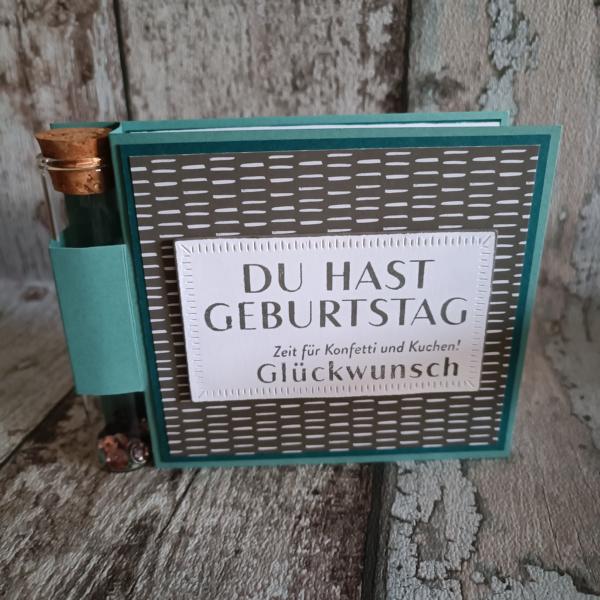 DU HAST
GEBURTSTAG
Zeit für Konfetti und Kuchen!
Glückwunsch